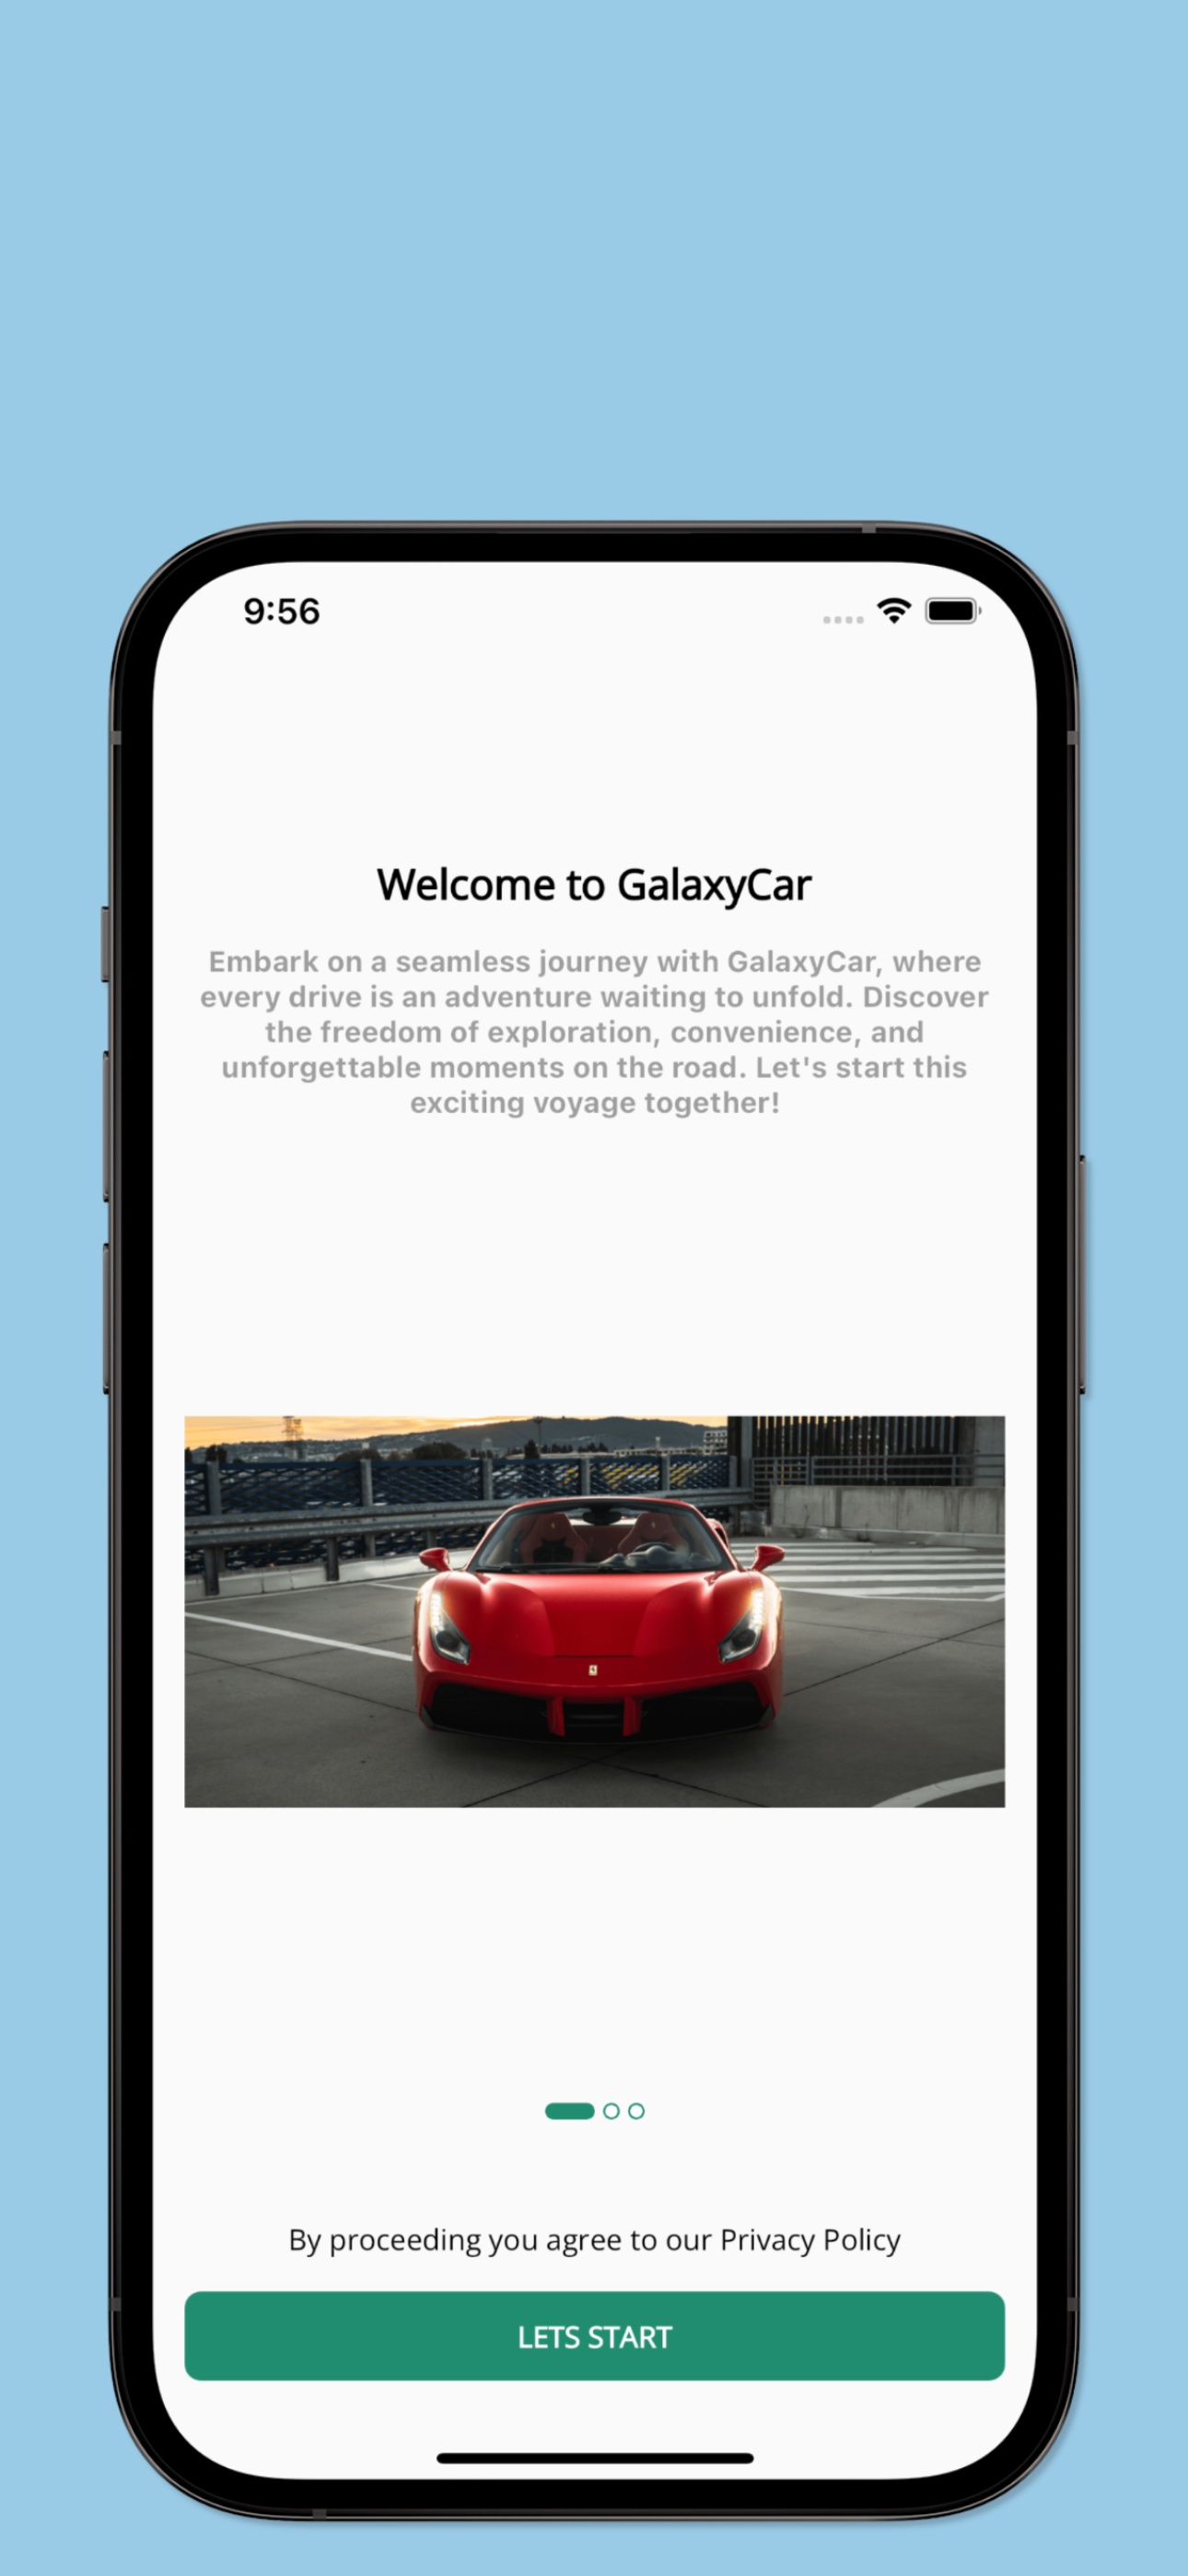 9:56
Welcome to GalaxyCar
Embark on a seamless journey with GalaxyCar, where
every drive is an adventure waiting to unfold. Discover
the freedom of exploration, convenience, and
unforgettable moments on the road. Let's start this
exciting voyage together!
By proceeding you agree to our Privacy Policy
LETS START